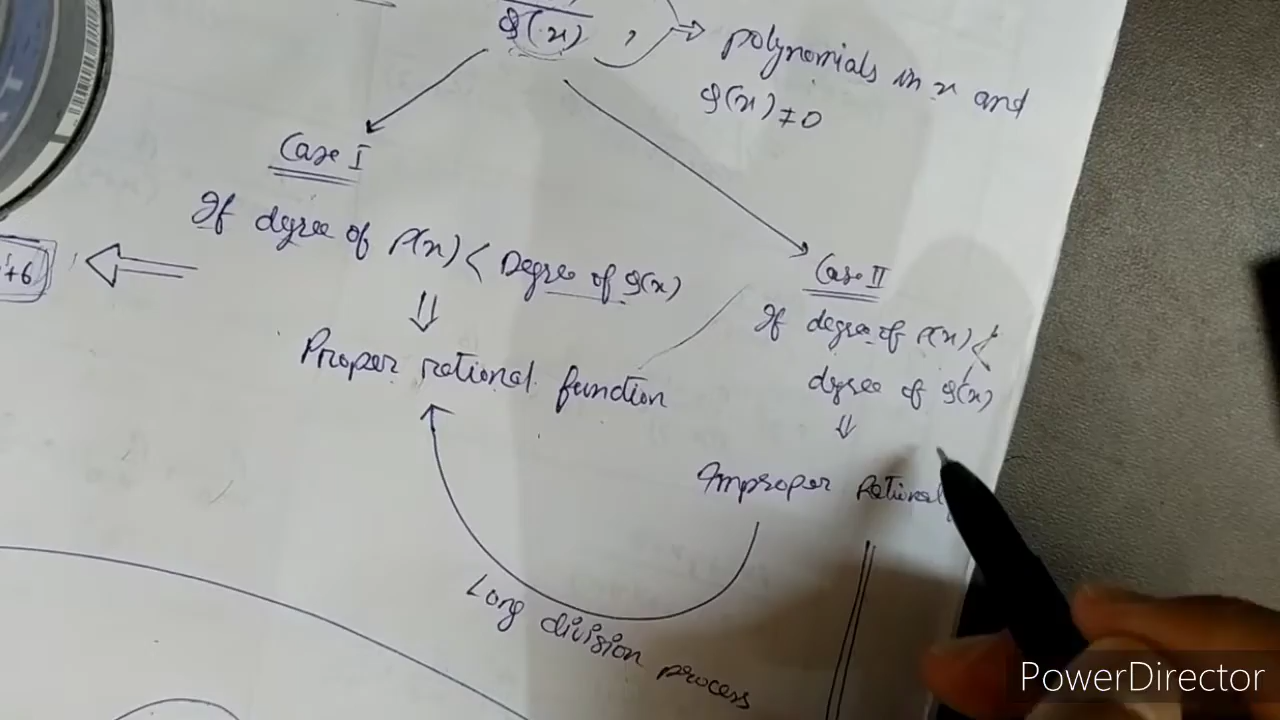 g(x) ,
polynomials in x and
g(x) ≠ 0
Case I
If degree of P(x) < Degree of g(x)
+6
⇓
Proper rational function
Case II
If degree of P(x) <
degree of g(x)
⇓
Improper Rational
Long division process
PowerDirector